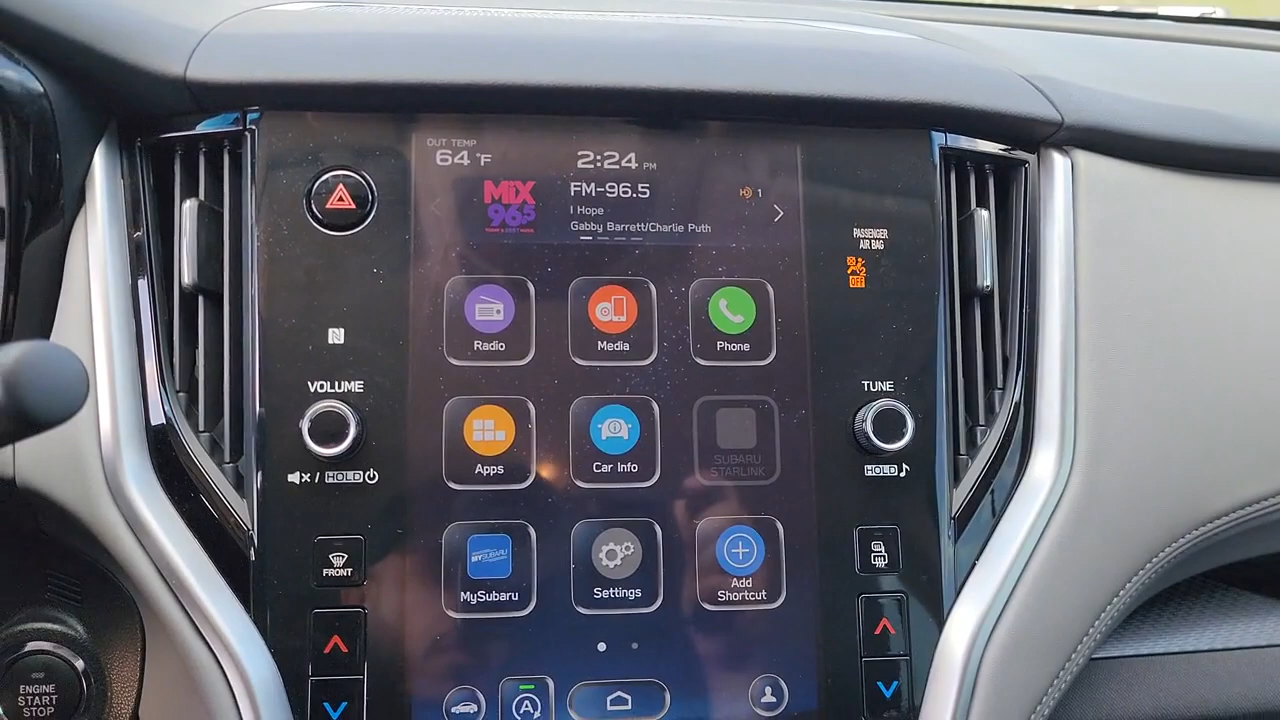 OUT TEMP
64 °F
2:24 PM
MIX
96.5
FM-96.5
1
I Hope
Gabby Barrett/Charlie Puth
PASSENGER
AIR BAG
2
OFF
Radio
Media
Phone
N
VOLUME
TUNE
Apps
Car Info
SUBARU
STARLINK
/ HOLD
HOLD
FRONT
MYSUBARU
MySubaru
Settings
Add
Shortcut
ENGINE
START
STOP
A